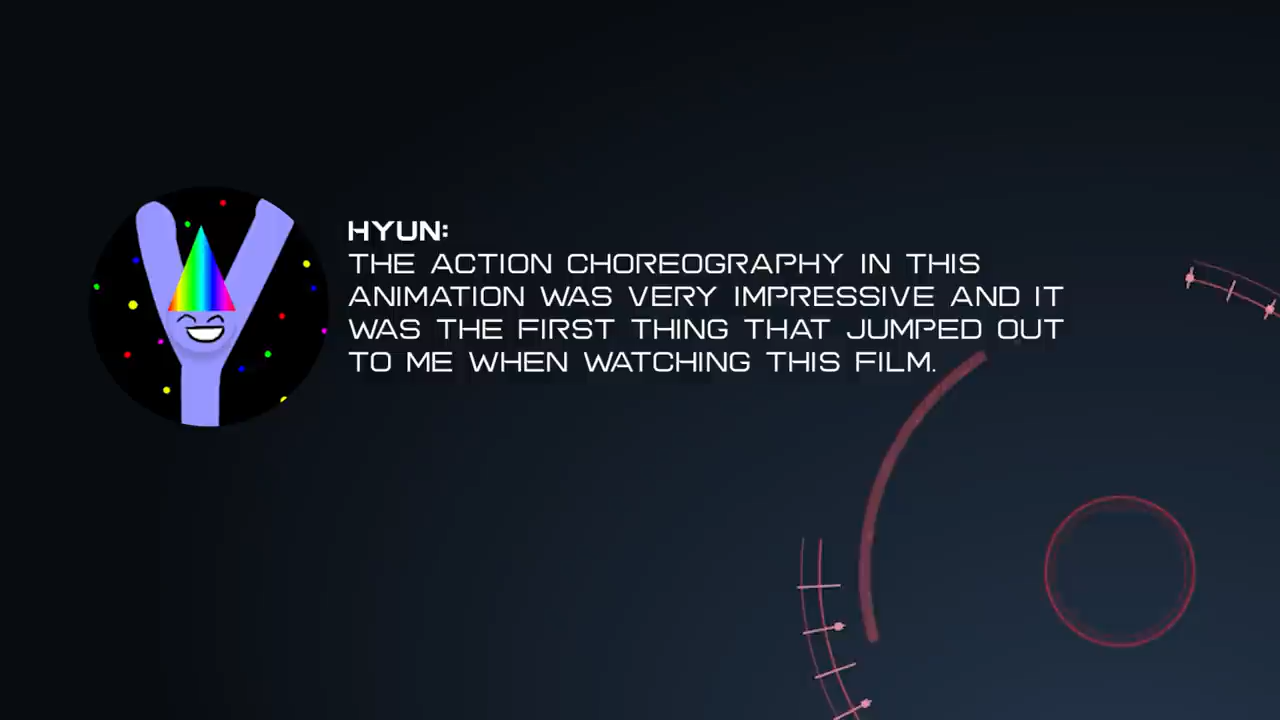 HYUN:
THE ACTION CHOREOGRAPHY IN THIS
ANIMATION WAS VERY IMPRESSIVE AND IT
WAS THE FIRST THING THAT JUMPED OUT
TO ME WHEN WATCHING THIS FILM.